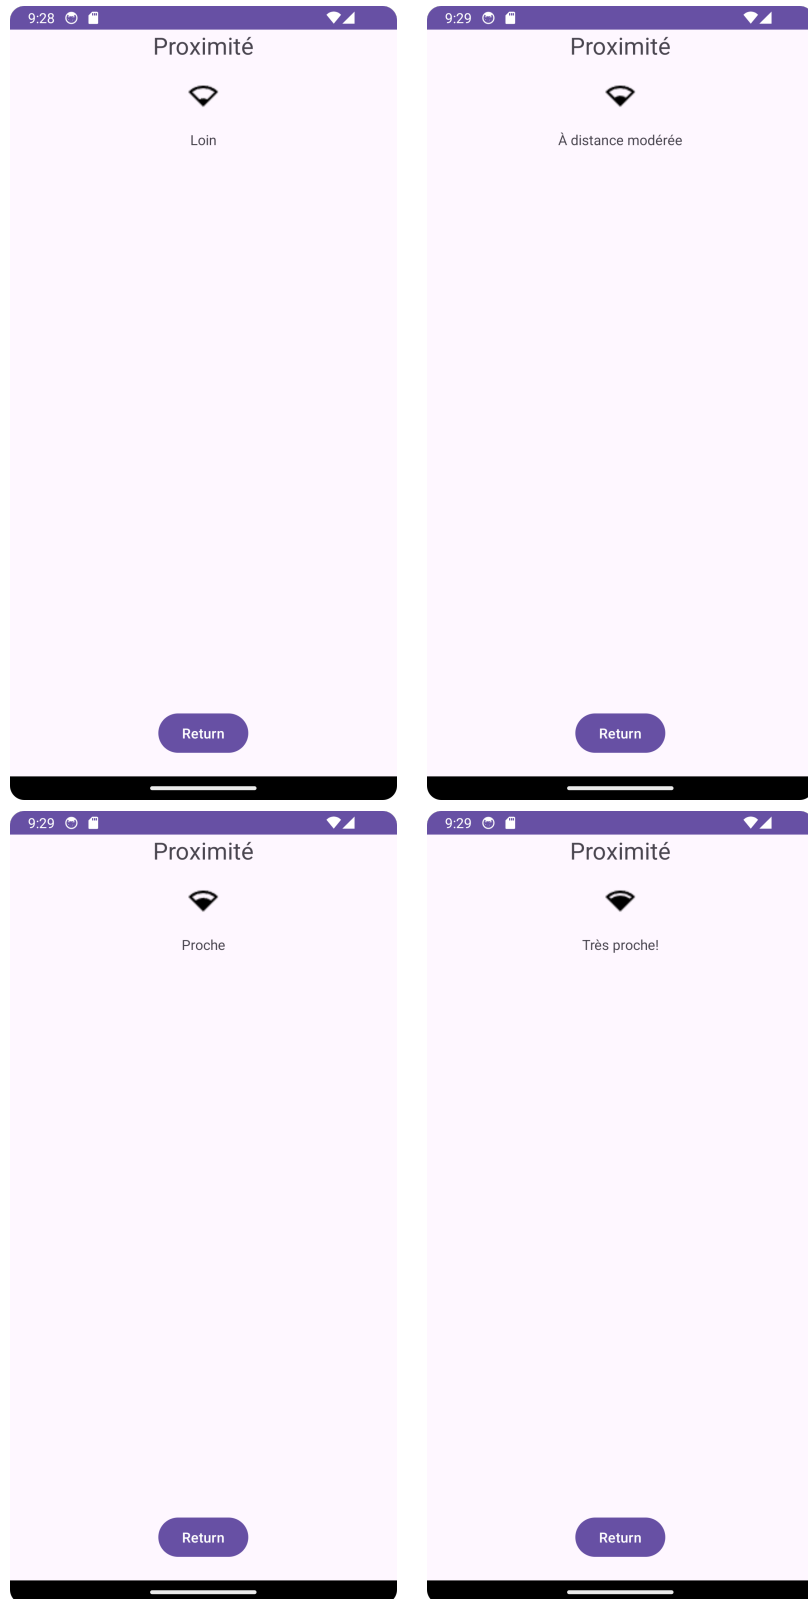 9:28
Proximité
Loin
Return
9:29
Proximité
À distance modérée
Return
9:29
Proximité
Proche
Return
9:29
Proximité
Très proche!
Return